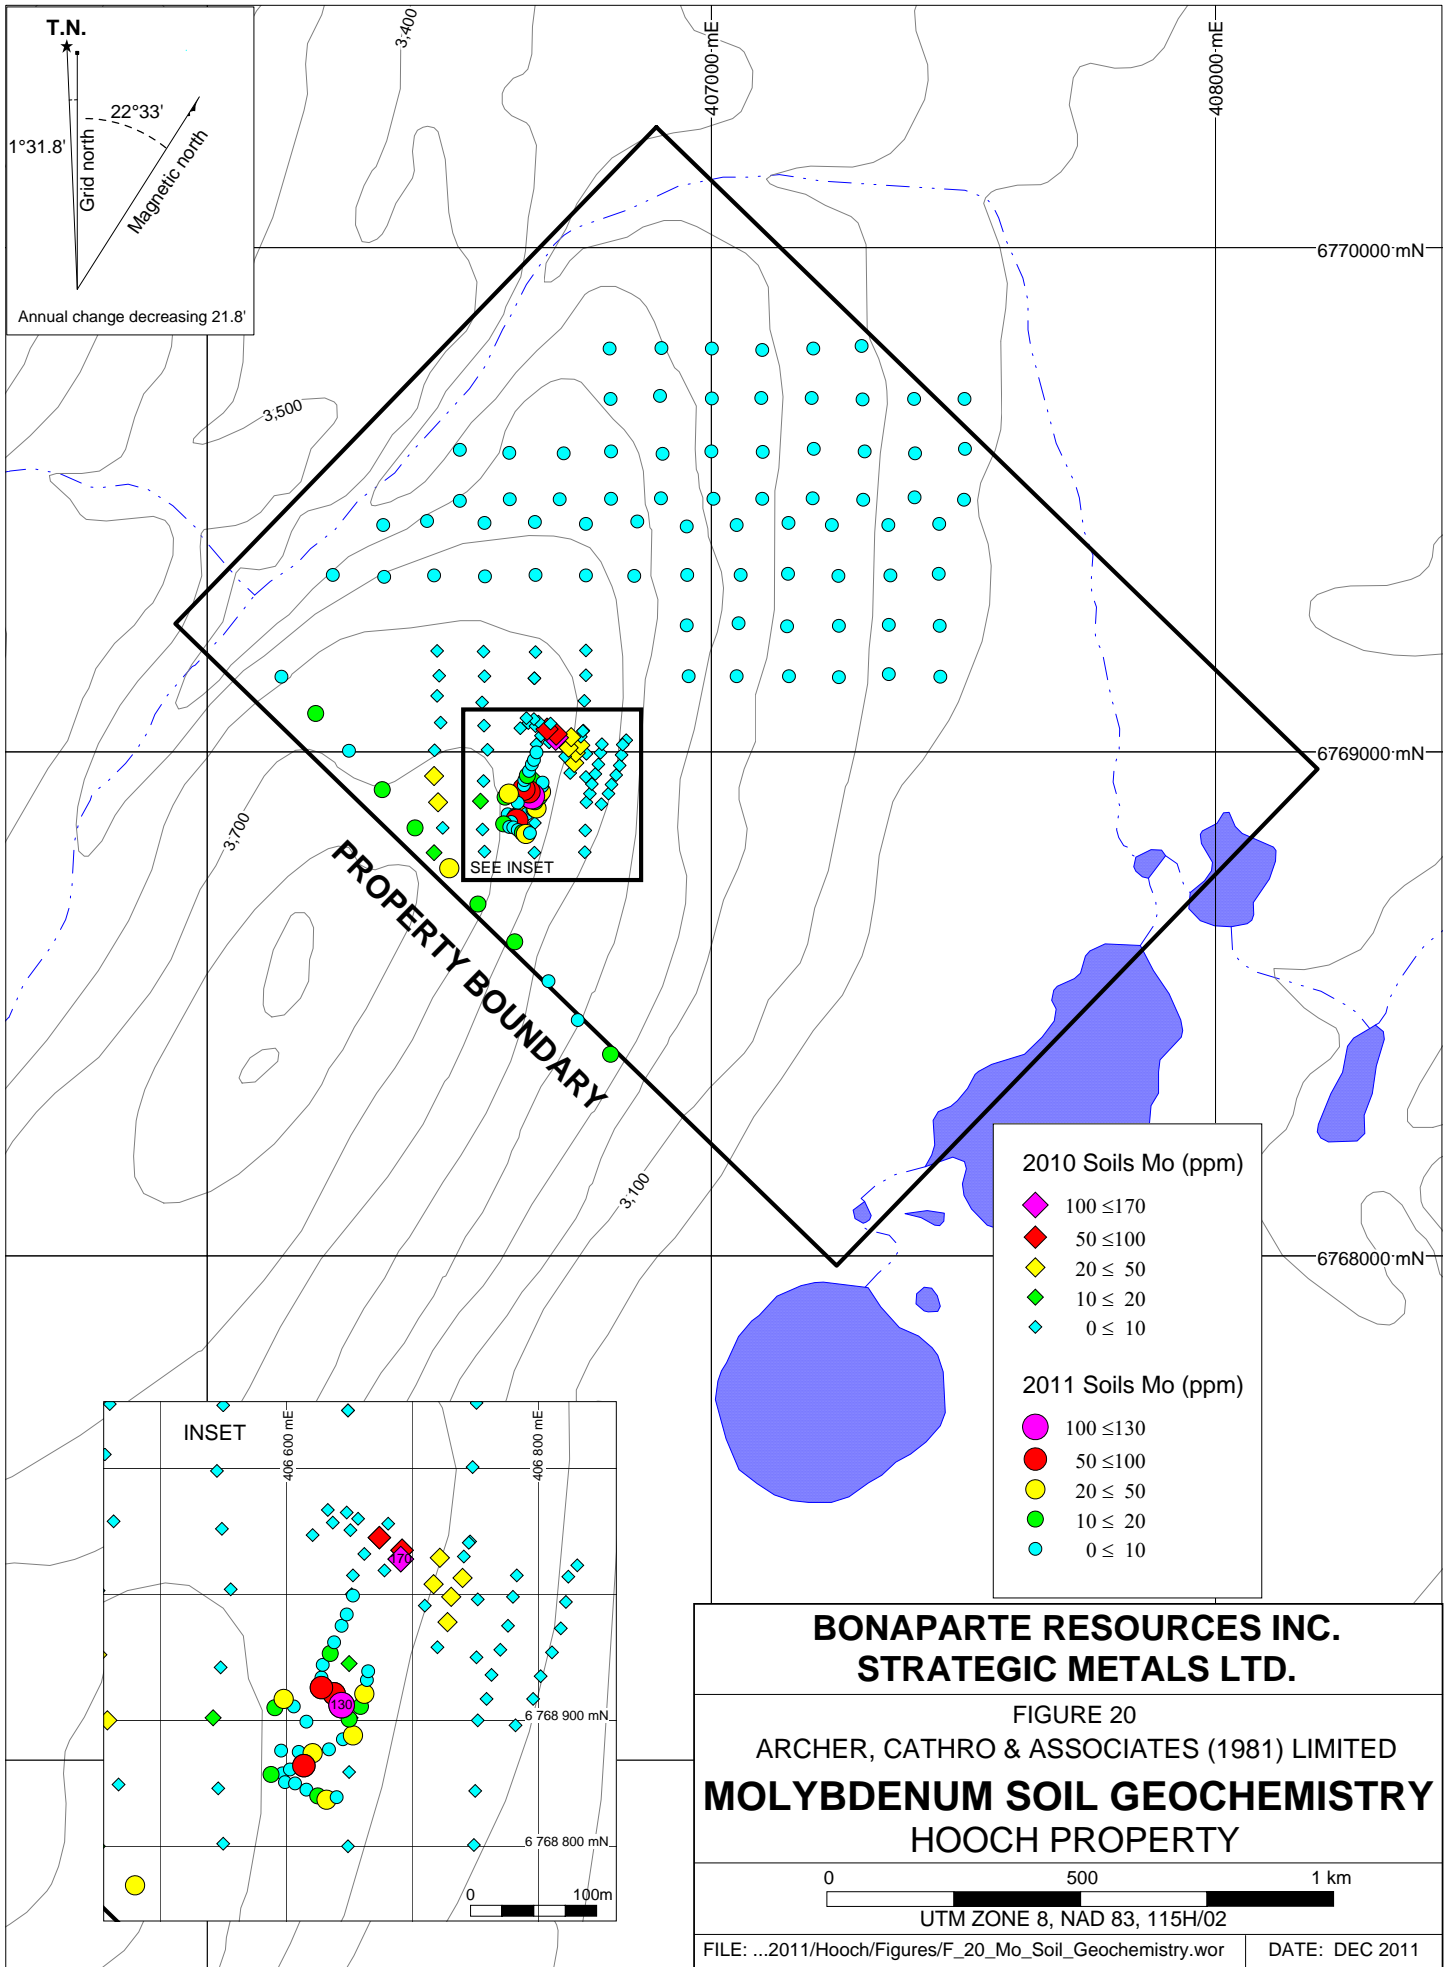 T.N.
1°31.8'
22°33'
Grid north
Magnetic north
Annual change decreasing 21.8'
3,400
407000 mE
408000 mE
6770000 mN
3,500
6769000 mN
3,700
SEE INSET
PROPERTY BOUNDARY
3,100
6768000 mN
2010 Soils Mo (ppm)
100 ≤170
50 ≤100
20 ≤ 50
10 ≤ 20
0 ≤ 10
2011 Soils Mo (ppm)
100 ≤130
50 ≤100
20 ≤ 50
10 ≤ 20
0 ≤ 10
INSET
406 600 mE
406 800 mE
170
130
6 768 900 mN
6 768 800 mN
0 100m
BONAPARTE RESOURCES INC.
STRATEGIC METALS LTD.
FIGURE 20
ARCHER, CATHRO & ASSOCIATES (1981) LIMITED
MOLYBDENUM SOIL GEOCHEMISTRY
HOOCH PROPERTY
0 500 1 km
UTM ZONE 8, NAD 83, 115H/02
FILE: ...2011/Hooch/Figures/F_20_Mo_Soil_Geochemistry.wor
DATE: DEC 2011